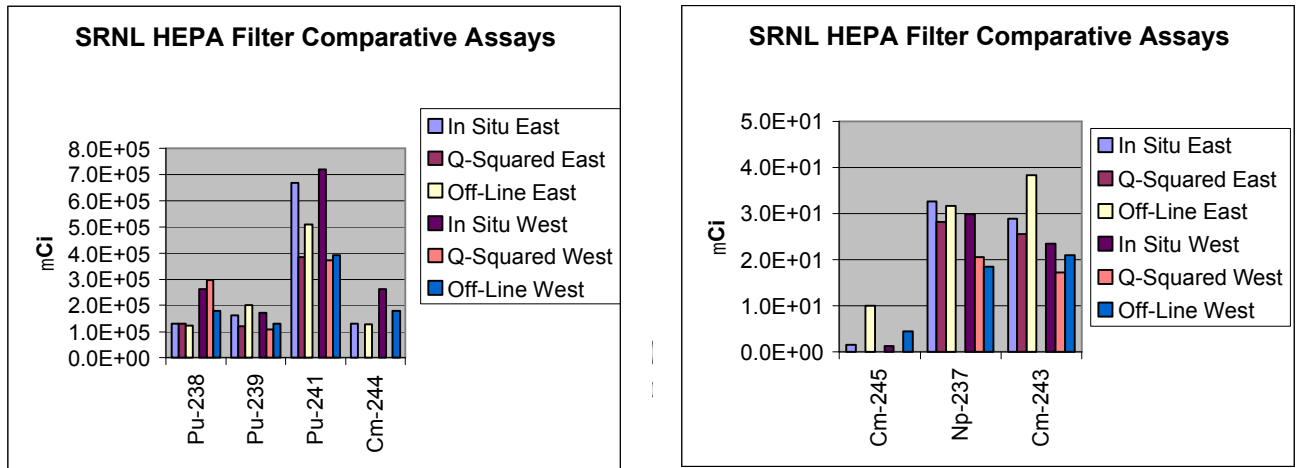 SRNL HEPA Filter Comparative Assays
mCi
8.0E+05
7.0E+05
6.0E+05
5.0E+05
4.0E+05
3.0E+05
2.0E+05
1.0E+05
0.0E+00
Pu-238
Pu-239
Pu-241
Cm-244
In Situ East
Q-Squared East
Off-Line East
In Situ West
Q-Squared West
Off-Line West
SRNL HEPA Filter Comparative Assays
mCi
5.0E+01
4.0E+01
3.0E+01
2.0E+01
1.0E+01
0.0E+00
Cm-245
Np-237
Cm-243
In Situ East
Q-Squared East
Off-Line East
In Situ West
Q-Squared West
Off-Line West